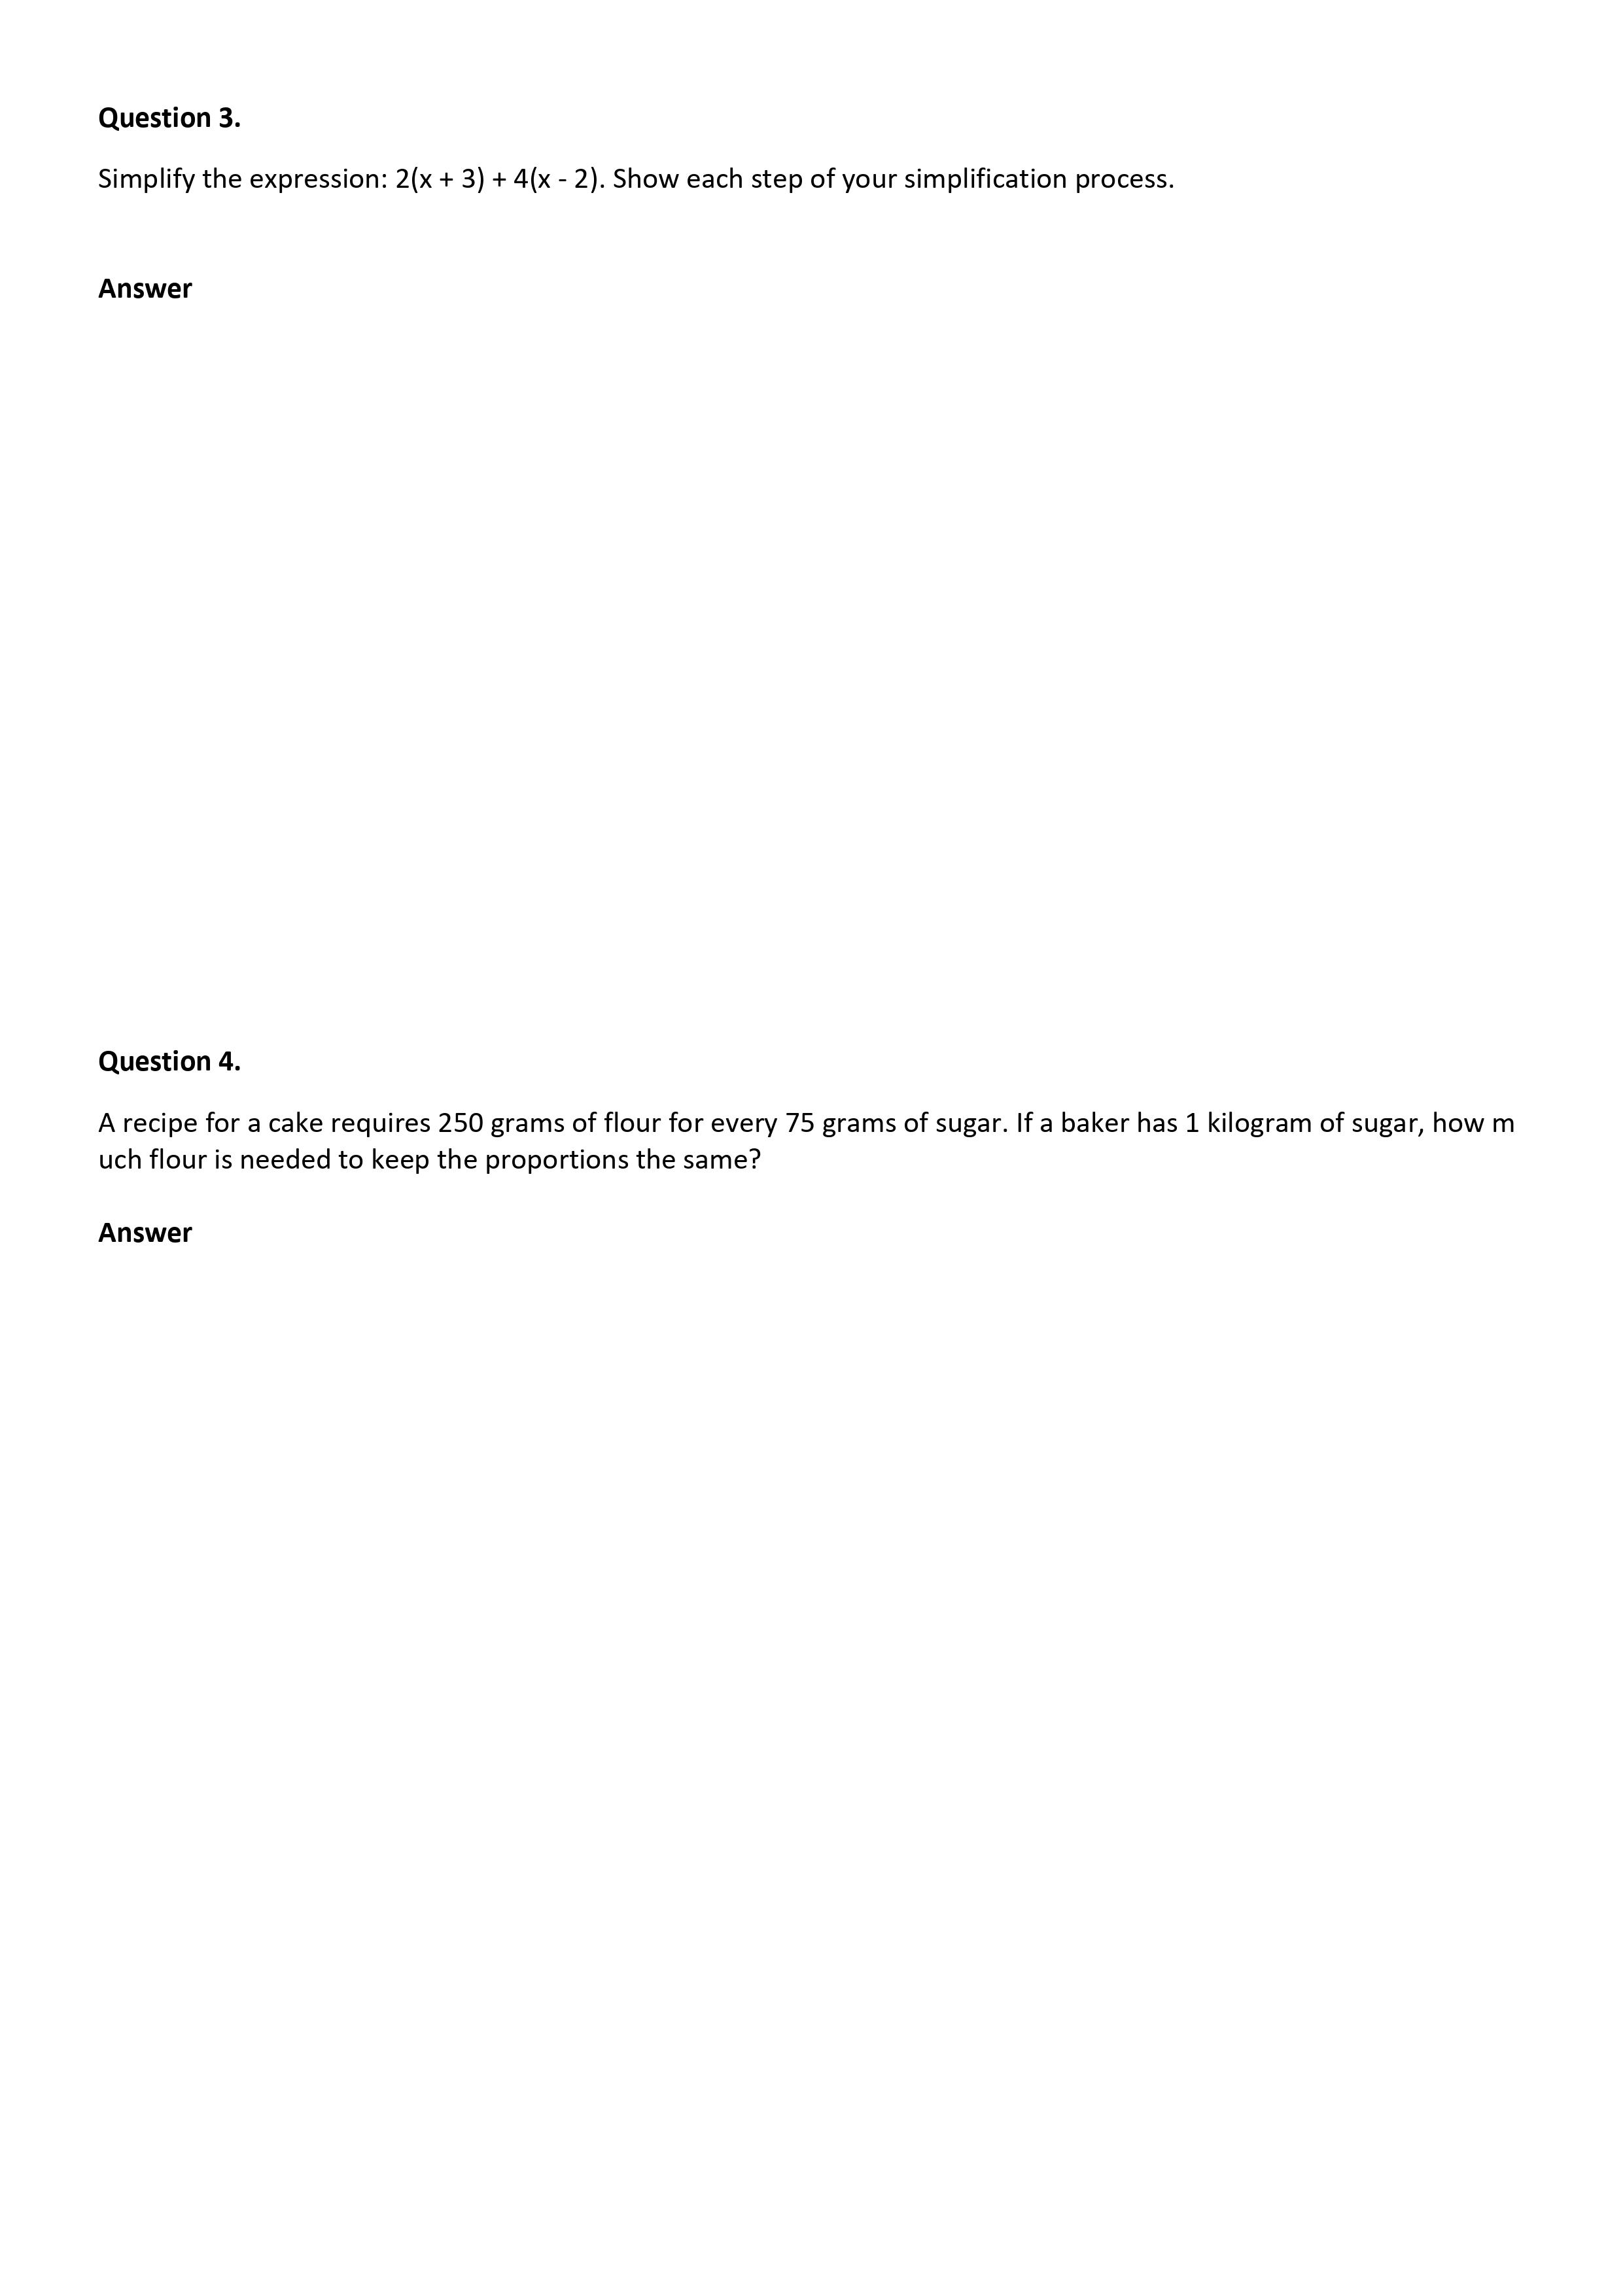 Question 3.
Simplify the expression: 2(x + 3) + 4(x - 2). Show each step of your simplification process.
Answer
Question 4.
A recipe for a cake requires 250 grams of flour for every 75 grams of sugar. If a baker has 1 kilogram of sugar, how m
uch flour is needed to keep the proportions the same?
Answer